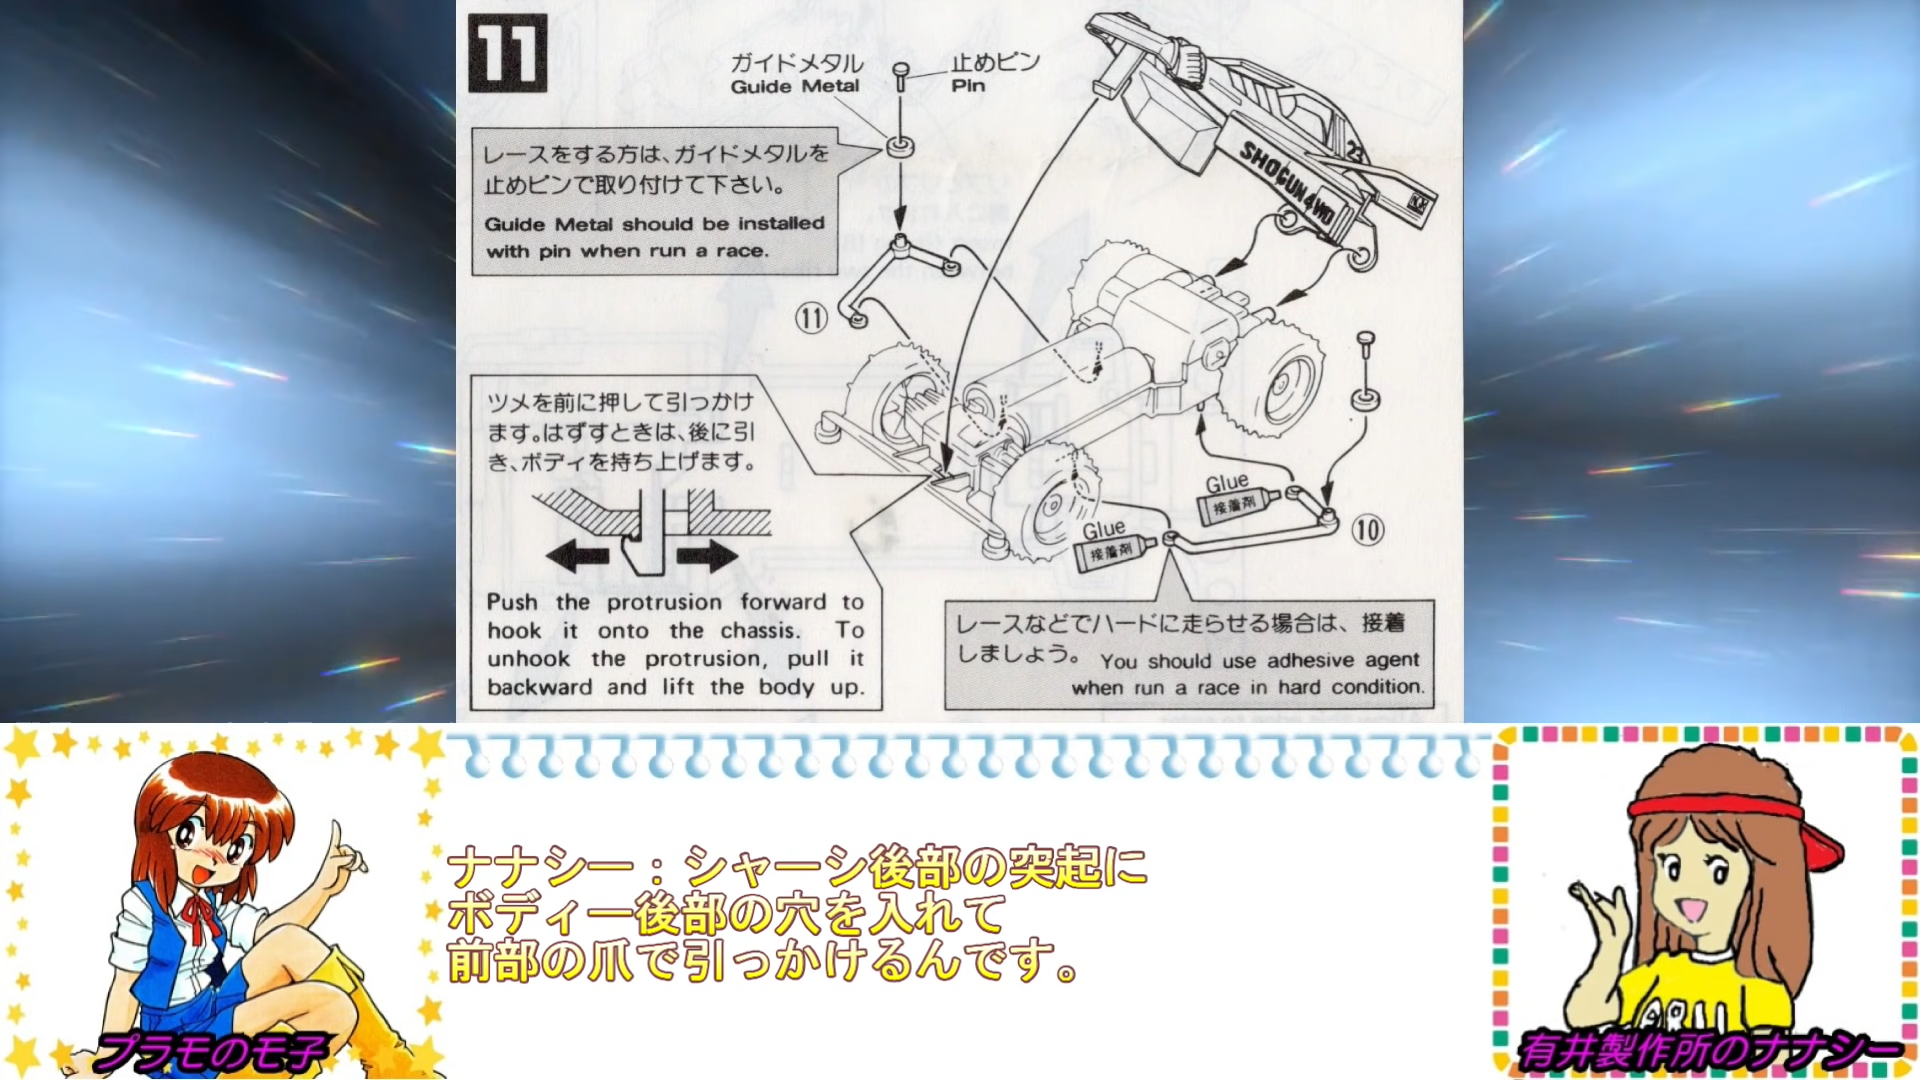 11
ガイドメタル
Guide Metal
止めピン
Pin
レースをする方は、ガイドメタルを
止めピンで取り付けて下さい。
Guide Metal should be installed
with pin when run a race.
SHOGUN 4WD
23
⑪
ツメを前に押して引っかけ
ます。はずすときは、後に引
き、ボディを持ち上げます。
Push the protrusion forward to
hook it onto the chassis. To
unhook the protrusion, pull it
backward and lift the body up.
Glue
接着剤
Glue
接着剤
⑩
レースなどでハードに走らせる場合は、接着
しましょう。 You should use adhesive agent
when run a race in hard condition.
ナナシー：シャーシ後部の突起に
ボディー後部の穴を入れて
前部の爪で引っかけるんです。
プラモのモ子
ARII
有井製作所のナナシー